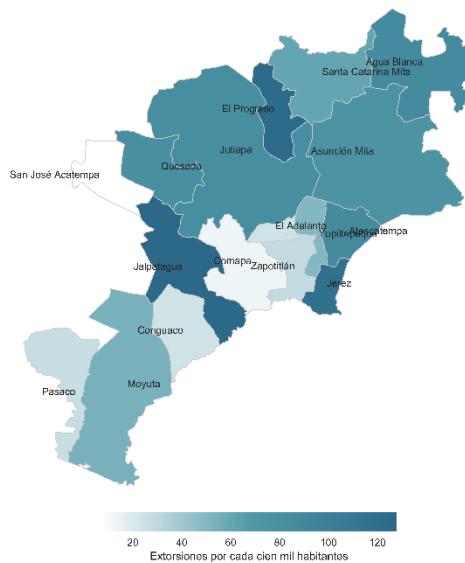 Agua Blanca
Santa Catarina Mita
El Progreso
Jutiapa
Asunción Mita
Quesada
San José Acatempa
El Adelanto
Yupiltepeque
Atescatempa
Comapa
Zapotitlán
Jalpatagua
Jerez
Conguaco
Moyuta
Pasaco
20 40 60 80 100 120
Extorsiones por cada cien mil habitantes